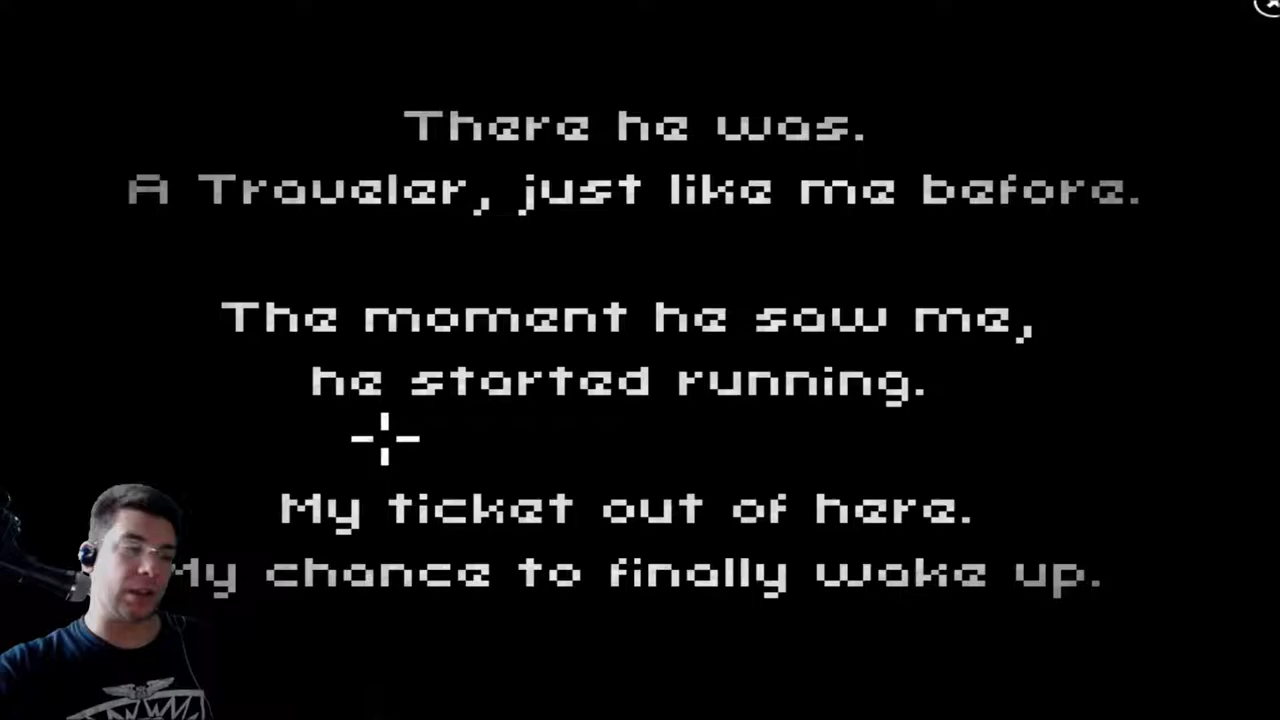 There he was.
A Traveler, just like me before.
The moment he saw me,
he started running.
My ticket out of here.
My chance to finally wake up.